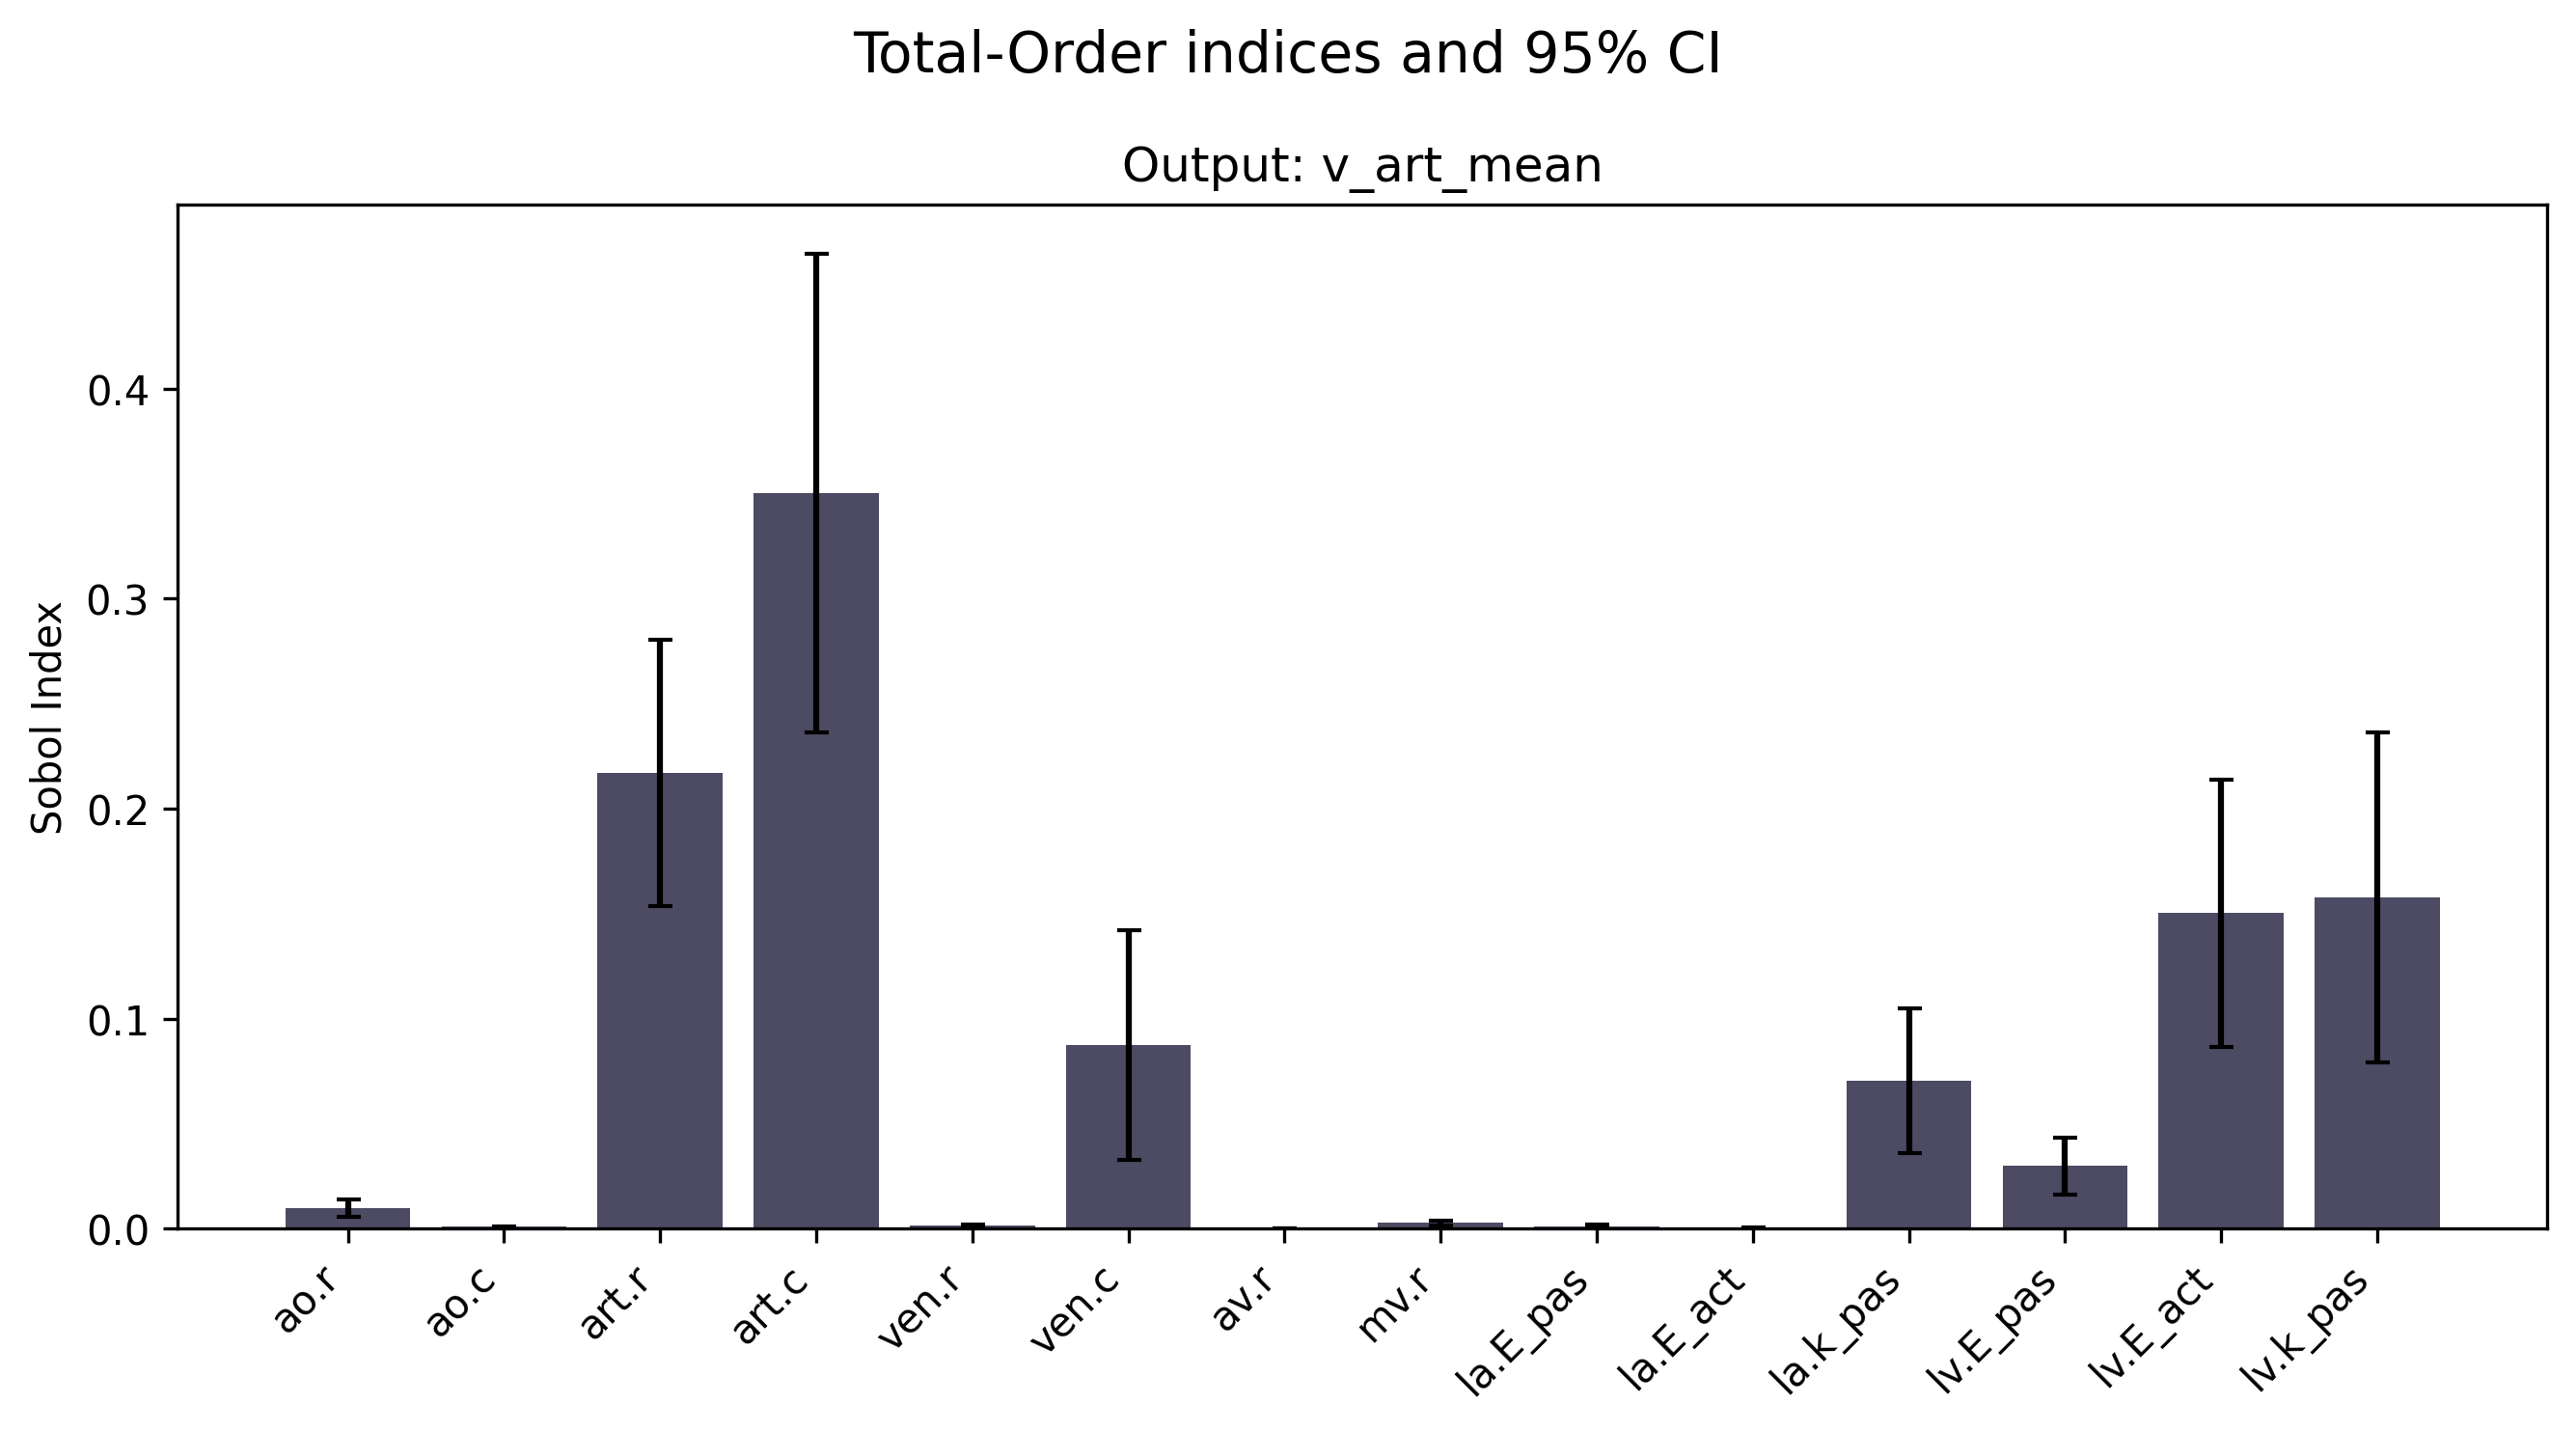 Total-Order indices and 95% CI
Output: v_art_mean
Sobol Index
0.4
0.3
0.2
0.1
0.0
ao.r
ao.c
art.r
art.c
ven.r
ven.c
av.r
mv.r
la.E_pas
la.E_act
la.k_pas
lv.E_pas
lv.E_act
lv.k_pas